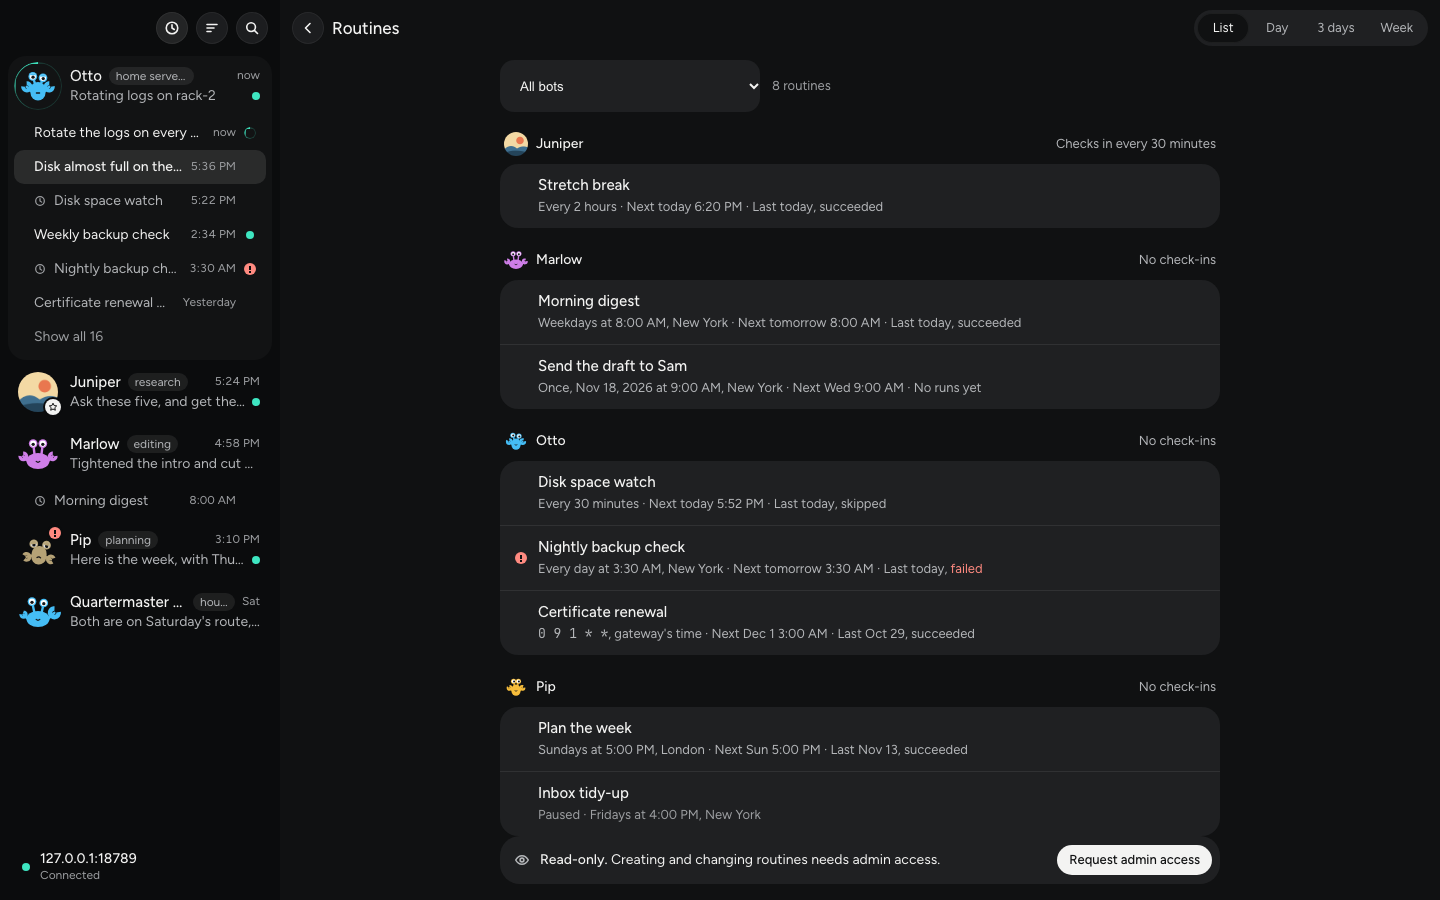 Routines
List
Day
3 days
Week
Otto
home serve...
now
Rotating logs on rack-2
Rotate the logs on every ...
now
Disk almost full on the...
5:36 PM
Disk space watch
5:22 PM
Weekly backup check
2:34 PM
Nightly backup ch...
3:30 AM
Certificate renewal ...
Yesterday
Show all 16
Juniper
research
5:24 PM
Ask these five, and get the...
Marlow
editing
4:58 PM
Tightened the intro and cut ...
Morning digest
8:00 AM
Pip
planning
3:10 PM
Here is the week, with Thu...
Quartermaster ...
hou...
Sat
Both are on Saturday's route,...
127.0.0.1:18789
Connected
All bots
8 routines
Juniper
Checks in every 30 minutes
Stretch break
Every 2 hours · Next today 6:20 PM · Last today, succeeded
Marlow
No check-ins
Morning digest
Weekdays at 8:00 AM, New York · Next tomorrow 8:00 AM · Last today, succeeded
Send the draft to Sam
Once, Nov 18, 2026 at 9:00 AM, New York · Next Wed 9:00 AM · No runs yet
Otto
No check-ins
Disk space watch
Every 30 minutes · Next today 5:52 PM · Last today, skipped
Nightly backup check
Every day at 3:30 AM, New York · Next tomorrow 3:30 AM · Last today, failed
Certificate renewal
0 9 1 * *, gateway's time · Next Dec 1 3:00 AM · Last Oct 29, succeeded
Pip
No check-ins
Plan the week
Sundays at 5:00 PM, London · Next Sun 5:00 PM · Last Nov 13, succeeded
Inbox tidy-up
Paused · Fridays at 4:00 PM, New York
Read-only. Creating and changing routines needs admin access.
Request admin access